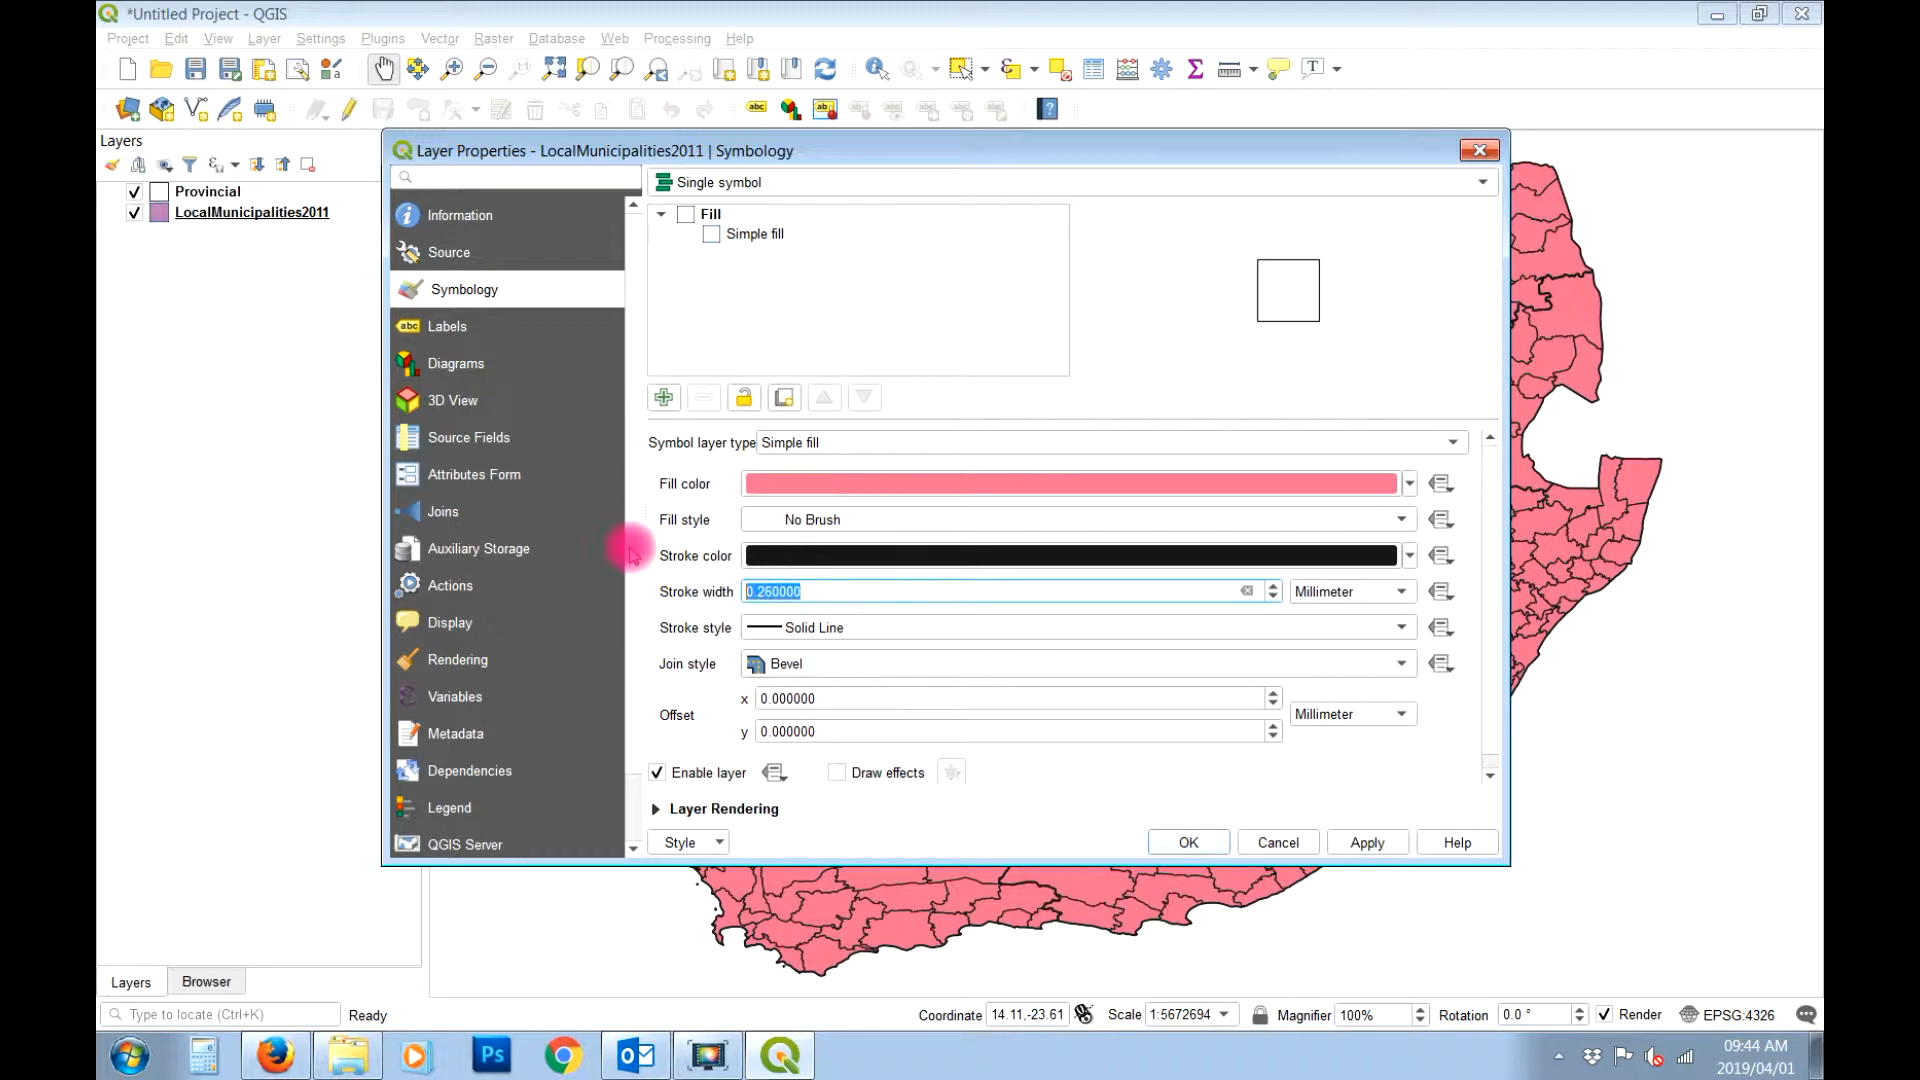 *Untitled Project - QGIS
Project Edit View Layer Settings Plugins Vector Raster Database Web Processing Help
Layers
Provincial
LocalMunicipalities2011
Layer Properties - LocalMunicipalities2011 | Symbology
Information
Source
Symbology
Labels
Diagrams
3D View
Source Fields
Attributes Form
Joins
Auxiliary Storage
Actions
Display
Rendering
Variables
Metadata
Dependencies
Legend
QGIS Server
Single symbol
Fill
Simple fill
Symbol layer type Simple fill
Fill color
Fill style No Brush
Stroke color
Stroke width 0.260000 Millimeter
Stroke style Solid Line
Join style Bevel
x 0.000000
Offset Millimeter
y 0.000000
Enable layer Draw effects
Layer Rendering
Style OK Cancel Apply Help
Layers Browser
Type to locate (Ctrl+K) Ready Coordinate 14.11,-23.61 Scale 1:5672694 Magnifier 100% Rotation 0.0 ° Render EPSG:4326
Ps
09:44 AM
2019/04/01